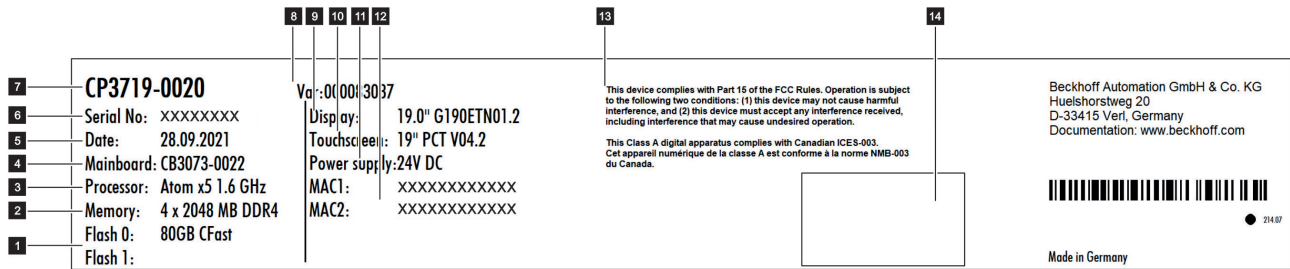 8 9 10 11 12 13 14
7 CP3719-0020
6 Serial No: XXXXXXXX
5 Date: 28.09.2021
4 Mainboard: CB3073-0022
3 Processor: Atom x5 1.6 GHz
2 Memory: 4 x 2048 MB DDR4
Flash 0: 80GB CFast
1
Flash 1:
Var:000083087
Display: 19.0" G190ETN01.2
Touchscreen: 19" PCT V04.2
Power supply:24V DC
MAC1: XXXXXXXXXXXX
MAC2: XXXXXXXXXXXX
This device complies with Part 15 of the FCC Rules. Operation is subject
to the following two conditions: (1) this device may not cause harmful
interference, and (2) this device must accept any interference received,
including interference that may cause undesired operation.
This Class A digital apparatus complies with Canadian ICES-003.
Cet appareil numérique de la classe A est conforme à la norme NMB-003
du Canada.
Beckhoff Automation GmbH & Co. KG
Huelshorstweg 20
D-33415 Verl, Germany
Documentation: www.beckhoff.com
214.07
Made in Germany